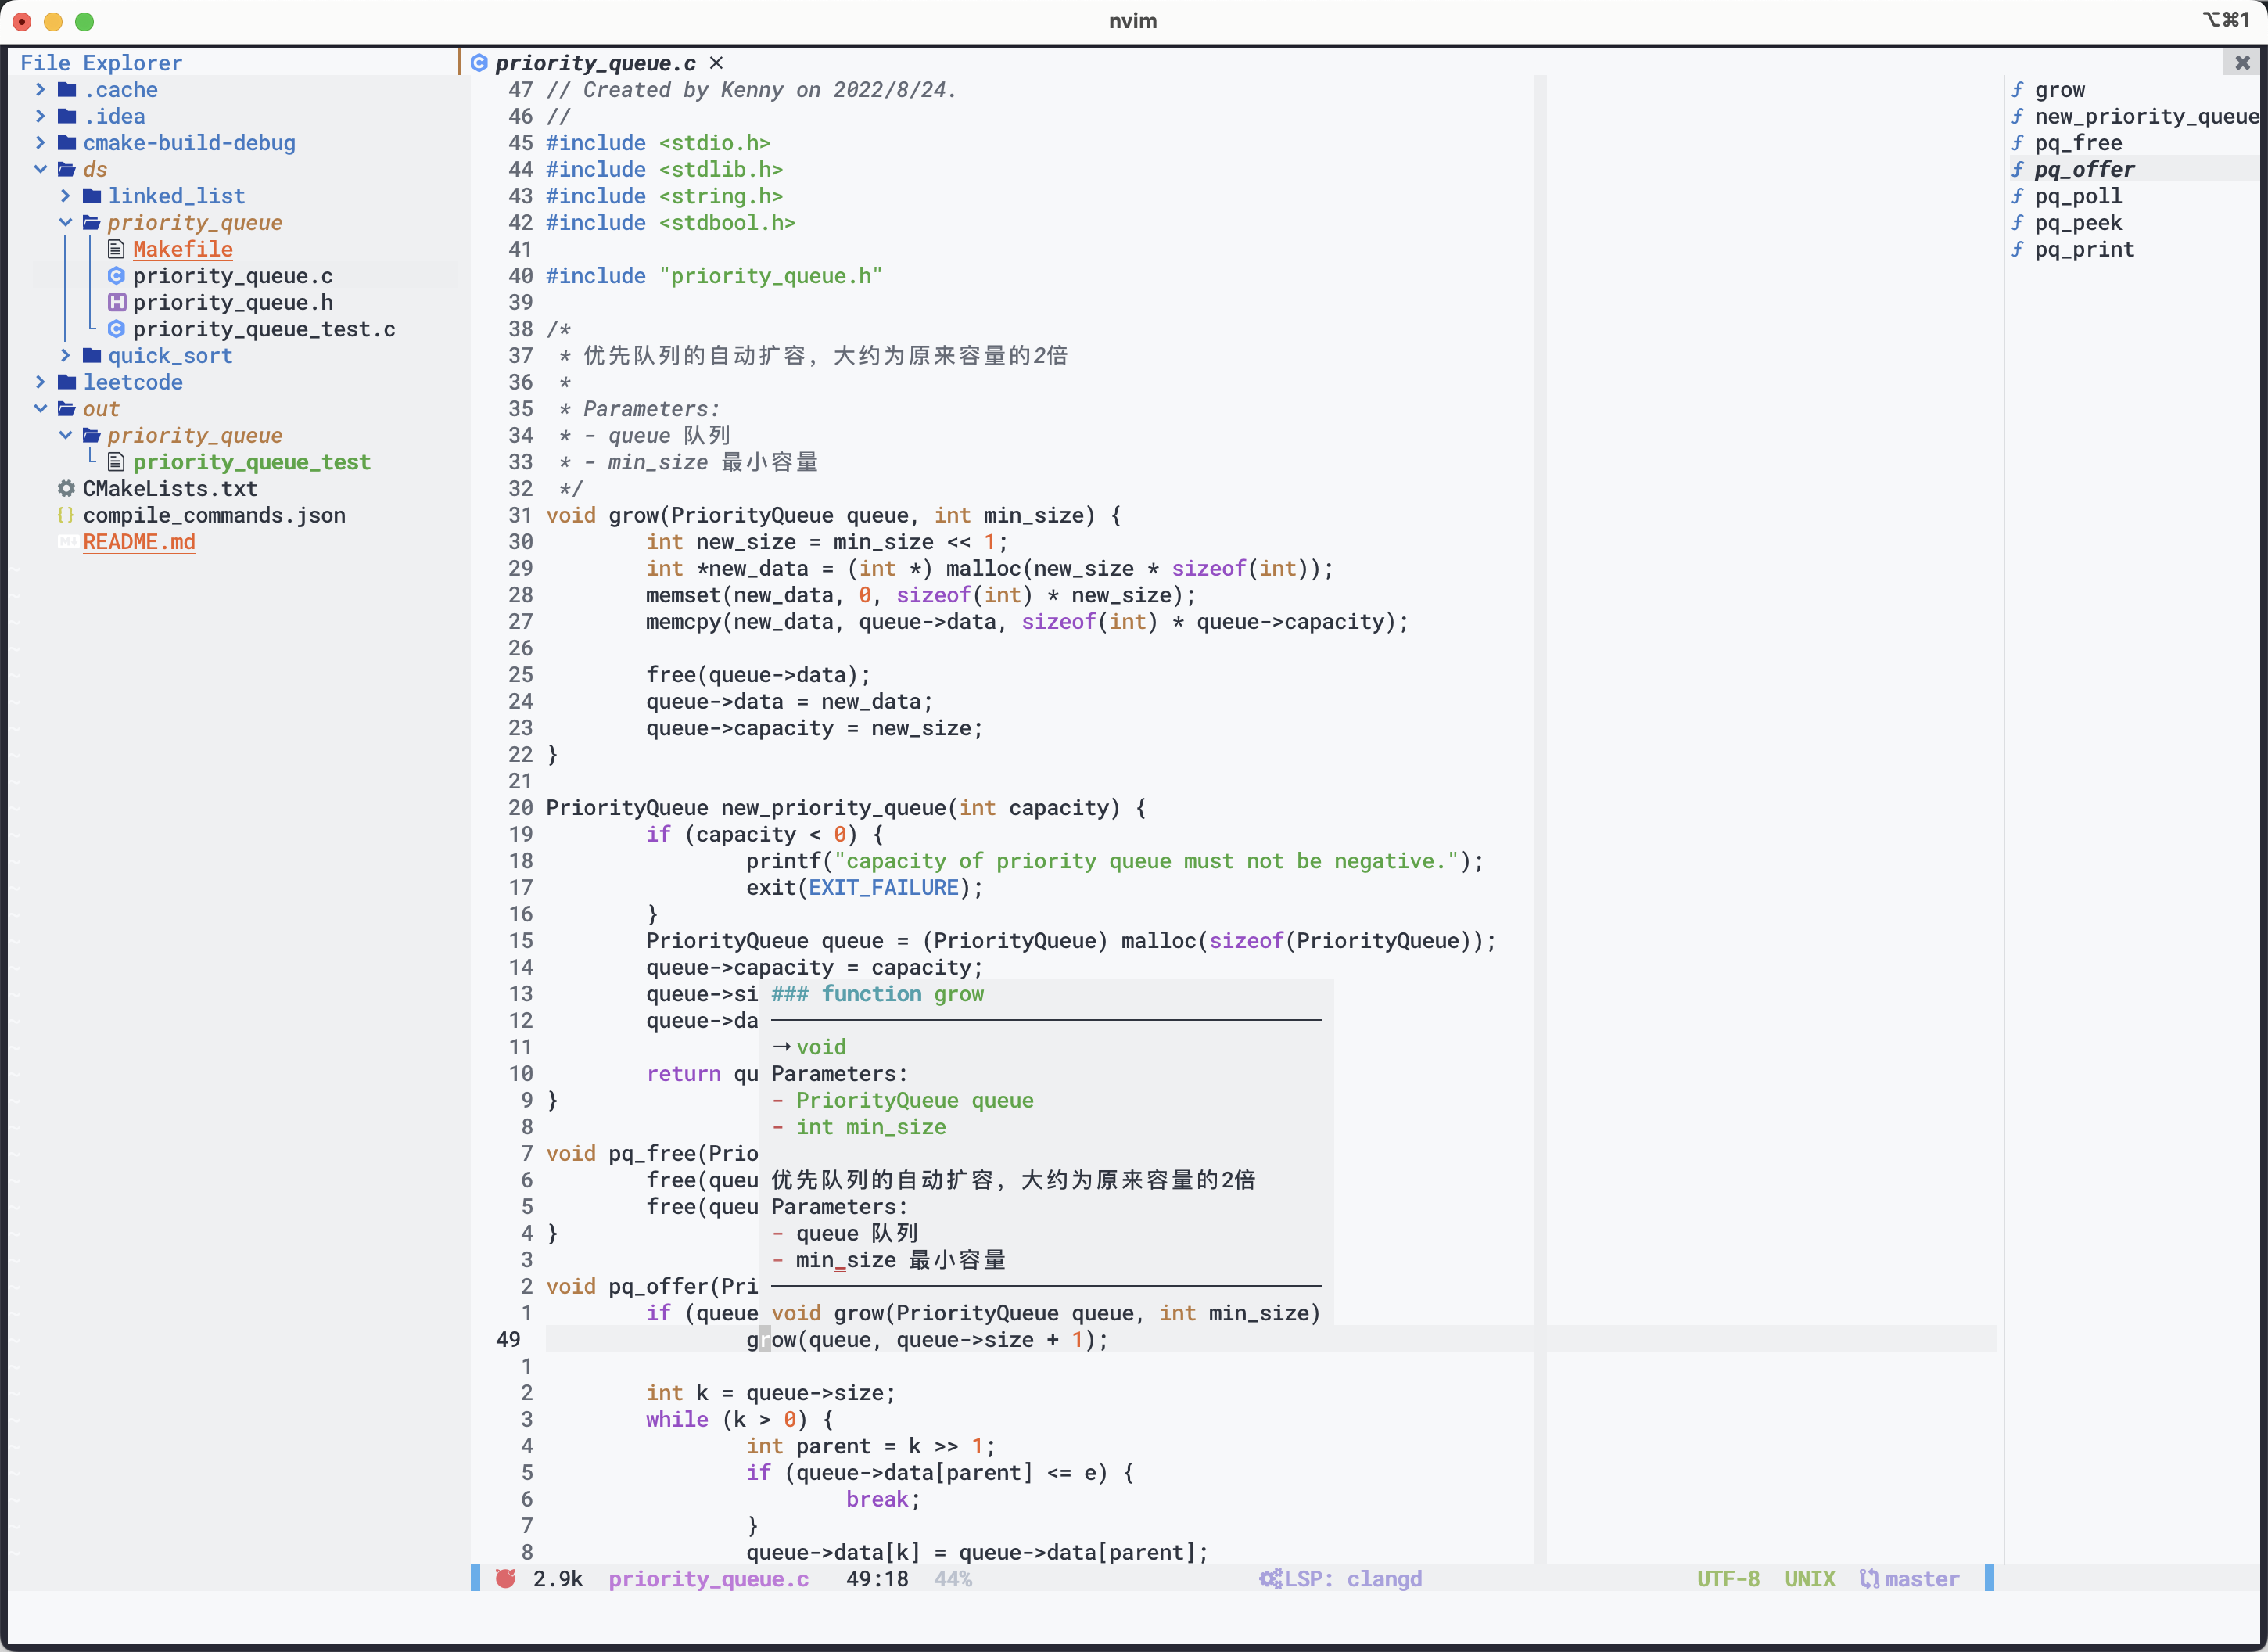 nvim
⌥⌘1
File Explorer
.cache
.idea
cmake-build-debug
ds
linked_list
priority_queue
Makefile
priority_queue.c
priority_queue.h
priority_queue_test.c
quick_sort
leetcode
out
priority_queue
priority_queue_test
CMakeLists.txt
compile_commands.json
README.md
priority_queue.c ×
47 // Created by Kenny on 2022/8/24.
46 //
45 #include <stdio.h>
44 #include <stdlib.h>
43 #include <string.h>
42 #include <stdbool.h>
41
40 #include "priority_queue.h"
39
38 /*
37  * 优先队列的自动扩容，大约为原来容量的2倍
36  *
35  * Parameters:
34  * - queue 队列
33  * - min_size 最小容量
32  */
31 void grow(PriorityQueue queue, int min_size) {
30         int new_size = min_size << 1;
29         int *new_data = (int *) malloc(new_size * sizeof(int));
28         memset(new_data, 0, sizeof(int) * new_size);
27         memcpy(new_data, queue->data, sizeof(int) * queue->capacity);
26
25         free(queue->data);
24         queue->data = new_data;
23         queue->capacity = new_size;
22 }
21
20 PriorityQueue new_priority_queue(int capacity) {
19         if (capacity < 0) {
18                 printf("capacity of priority queue must not be negative.");
17                 exit(EXIT_FAILURE);
16         }
15         PriorityQueue queue = (PriorityQueue) malloc(sizeof(PriorityQueue));
14         queue->capacity = capacity;
13         queue->si
12         queue->da
11
10         return qu
9 }
8
7 void pq_free(Prio
6         free(queu
5         free(queu
4 }
3
2 void pq_offer(Pri
1         if (queue
49                 grow(queue, queue->size + 1);
1
2         int k = queue->size;
3         while (k > 0) {
4                 int parent = k >> 1;
5                 if (queue->data[parent] <= e) {
6                         break;
7                 }
8                 queue->data[k] = queue->data[parent];
### function grow
→ void
Parameters:
- PriorityQueue queue
- int min_size
优先队列的自动扩容，大约为原来容量的2倍
Parameters:
- queue 队列
- min_size 最小容量
void grow(PriorityQueue queue, int min_size)
grow
new_priority_queue
pq_free
pq_offer
pq_poll
pq_peek
pq_print
2.9k priority_queue.c 49:18 44% LSP: clangd UTF-8 UNIX master